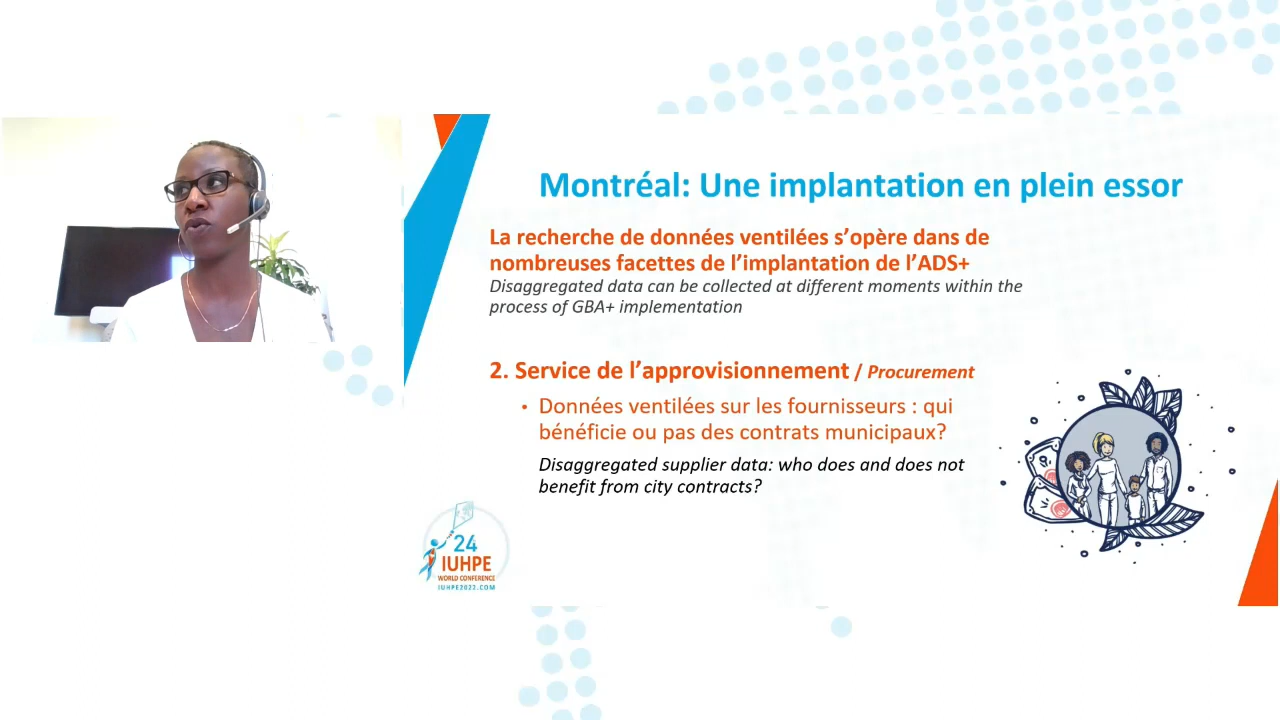 Montréal: Une implantation en plein essor
La recherche de données ventilées s’opère dans de
nombreuses facettes de l’implantation de l’ADS+
Disaggregated data can be collected at different moments within the
process of GBA+ implementation
2. Service de l’approvisionnement / Procurement
• Données ventilées sur les fournisseurs : qui
bénéficie ou pas des contrats municipaux?
Disaggregated supplier data: who does and does not
benefit from city contracts?
24
IUHPE
WORLD CONFERENCE
IUHPE2022.COM